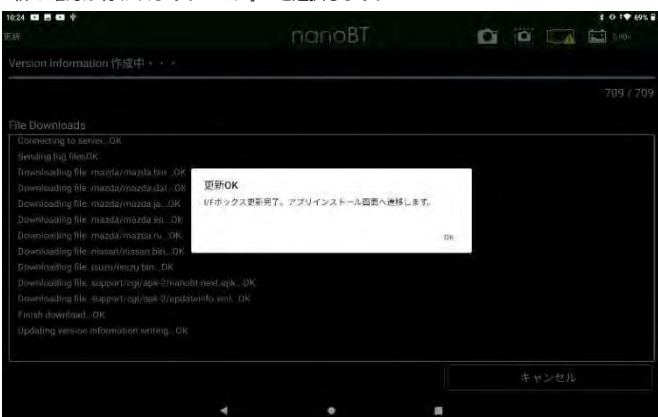 10:24
69%
更新
nanoBT
Version Information 作成中・・・
709 / 709
File Downloads
Connecting to server...OK
Sending log files OK
Downloading file: mazda/mazda.bin...OK
Downloading file: mazda/mazda.dat...OK
Downloading file: mazda/mazda.ja...OK
Downloading file: mazda/mazda.en...OK
Downloading file: mazda/mazda.ru...OK
Downloading file: nissan/nissan.bin...OK
Downloading file: isuzu/isuzu.bin...OK
Downloading file: support/cgi/apk-2/
Downloading file: support/cgi/apk-2/updateinfo.xml...OK
Finish download...OK
Updating version information writing...OK
更新OK
I/Fボックス更新完了。アプリインストール画面へ遷移します。
OK
キャンセル